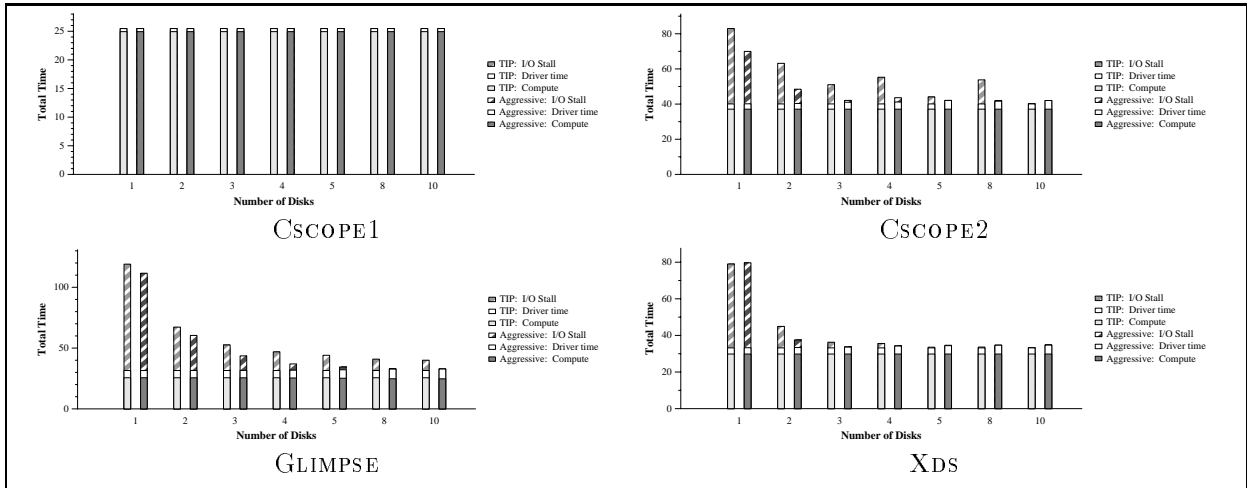 Total Time
25
20
15
10
5
0
1 2 3 4 5 8 10
Number of Disks
TIP: I/O Stall
TIP: Driver time
TIP: Compute
Aggressive: I/O Stall
Aggressive: Driver time
Aggressive: Compute
CSCOPE1
Total Time
80
60
40
20
0
1 2 3 4 5 8 10
Number of Disks
TIP: I/O Stall
TIP: Driver time
TIP: Compute
Aggressive: I/O Stall
Aggressive: Driver time
Aggressive: Compute
CSCOPE2
Total Time
100
50
0
1 2 3 4 5 8 10
Number of Disks
TIP: I/O Stall
TIP: Driver time
TIP: Compute
Aggressive: I/O Stall
Aggressive: Driver time
Aggressive: Compute
GLIMPSE
Total Time
80
60
40
20
0
1 2 3 4 5 8 10
Number of Disks
TIP: I/O Stall
TIP: Driver time
TIP: Compute
Aggressive: I/O Stall
Aggressive: Driver time
Aggressive: Compute
XDS